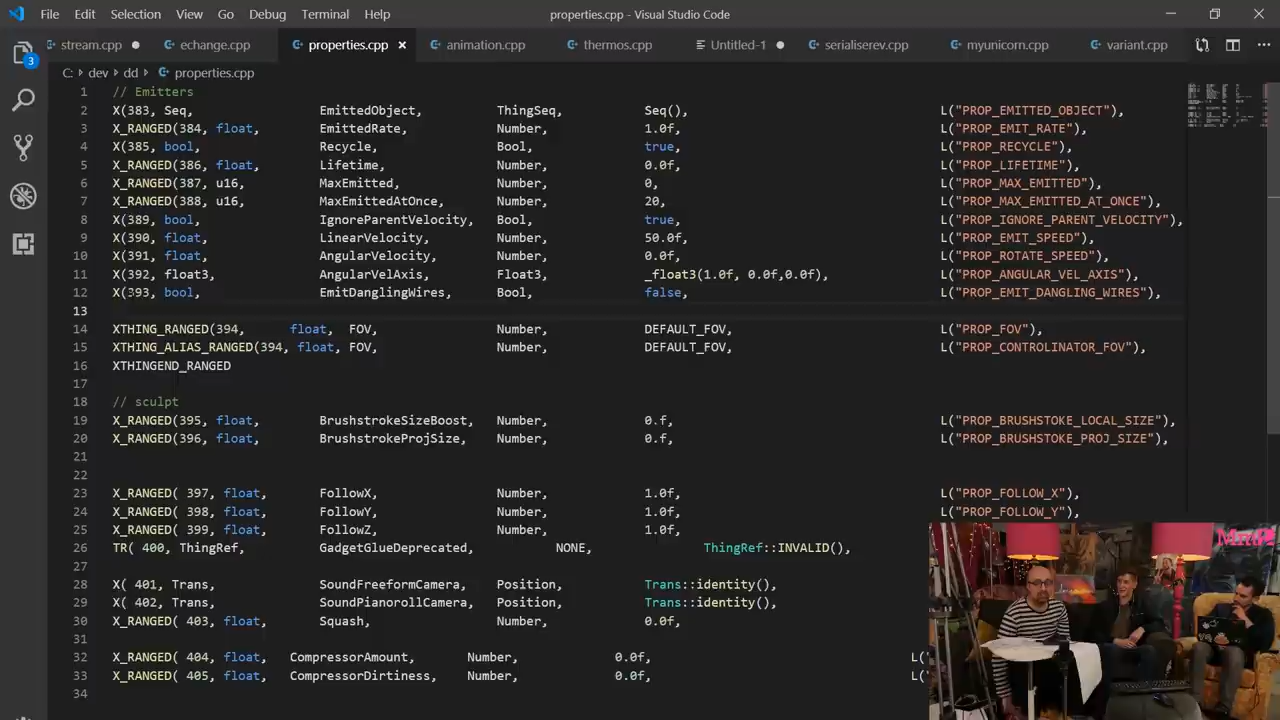 File Edit Selection View Go Debug Terminal Help properties.cpp - Visual Studio Code
stream.cpp echange.cpp properties.cpp animation.cpp thermos.cpp Untitled-1 serialiserev.cpp myunicorn.cpp variant.cpp
3
C: dev dd properties.cpp
1 // Emitters
2 X(383, Seq, EmittedObject, ThingSeq, Seq(), L("PROP_EMITTED_OBJECT"),
3 X_RANGED(384, float, EmittedRate, Number, 1.0f, L("PROP_EMIT_RATE"),
4 X(385, bool, Recycle, Bool, true, L("PROP_RECYCLE"),
5 X_RANGED(386, float, Lifetime, Number, 0.0f, L("PROP_LIFETIME"),
6 X_RANGED(387, u16, MaxEmitted, Number, 0, L("PROP_MAX_EMITTED"),
7 X_RANGED(388, u16, MaxEmittedAtOnce, Number, 20, L("PROP_MAX_EMITTED_AT_ONCE"),
8 X(389, bool, IgnoreParentVelocity, Bool, true, L("PROP_IGNORE_PARENT_VELOCITY"),
9 X(390, float, LinearVelocity, Number, 50.0f, L("PROP_EMIT_SPEED"),
10 X(391, float, AngularVelocity, Number, 0.0f, L("PROP_ROTATE_SPEED"),
11 X(392, float3, AngularVelAxis, Float3, _float3(1.0f, 0.0f,0.0f), L("PROP_ANGULAR_VEL_AXIS"),
12 X(393, bool, EmitDanglingWires, Bool, false, L("PROP_EMIT_DANGLING_WIRES"),
13
14 XTHING_RANGED(394, float, FOV, Number, DEFAULT_FOV, L("PROP_FOV"),
15 XTHING_ALIAS_RANGED(394, float, FOV, Number, DEFAULT_FOV, L("PROP_CONTROLINATOR_FOV"),
16 XTHINGEND_RANGED
17
18 // sculpt
19 X_RANGED(395, float, BrushstrokeSizeBoost, Number, 0.f, L("PROP_BRUSHSTOKE_LOCAL_SIZE"),
20 X_RANGED(396, float, BrushstrokeProjSize, Number, 0.f, L("PROP_BRUSHSTOKE_PROJ_SIZE"),
21
22
23 X_RANGED( 397, float, FollowX, Number, 1.0f, L("PROP_FOLLOW_X"),
24 X_RANGED( 398, float, FollowY, Number, 1.0f, L("PROP_FOLLOW_Y"),
25 X_RANGED( 399, float, FollowZ, Number, 1.0f,
26 TR( 400, ThingRef, GadgetGlueDeprecated, NONE, ThingRef::INVALID(),
27
28 X( 401, Trans, SoundFreeformCamera, Position, Trans::identity(),
29 X( 402, Trans, SoundPianorollCamera, Position, Trans::identity(),
30 X( 403, float, Squash, Number, 0.0f,
31
32 X_RANGED( 404, float, CompressorAmount, Number, 0.0f, L(
33 X_RANGED( 405, float, CompressorDirtiness, Number, 0.0f, L("
34